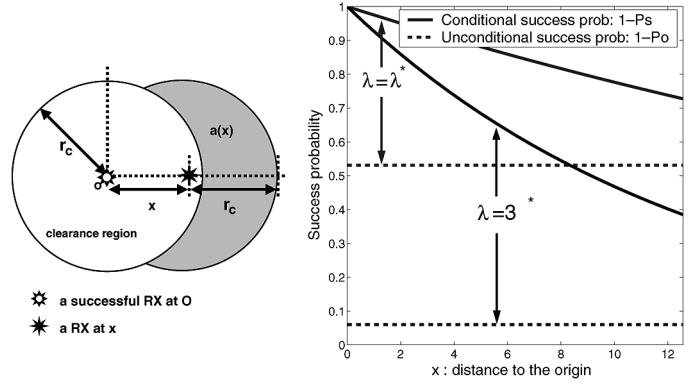 r_c
a(x)
o
x
r_c
clearance region
a successful RX at O
a RX at x
Conditional success prob: 1–Ps
Unconditional success prob: 1–Po
Success probability
1
0.9
0.8
0.7
0.6
0.5
0.4
0.3
0.2
0.1
0
λ=λ*
λ=3 *
0 2 4 6 8 10 12
x : distance to the origin